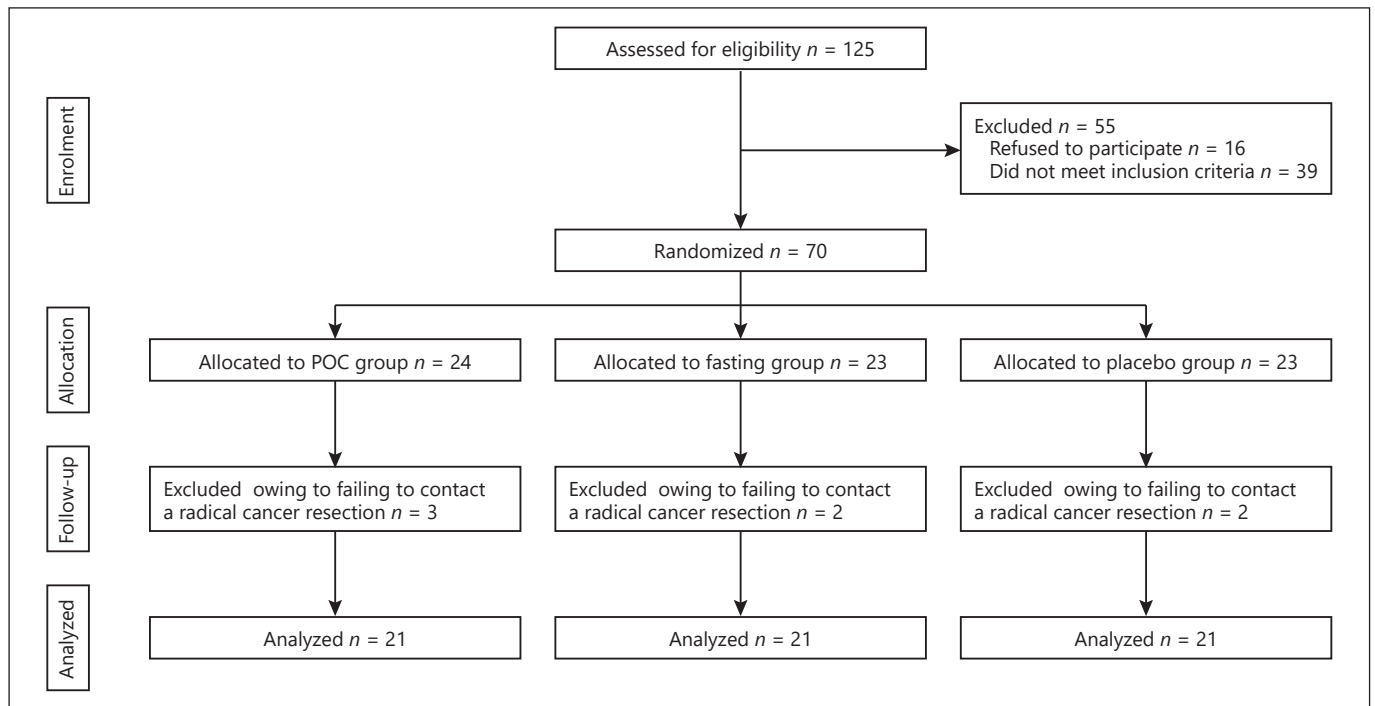 Assessed for eligibility n = 125
Enrolment
Excluded n = 55
Refused to participate n = 16
Did not meet inclusion criteria n = 39
Randomized n = 70
Allocation
Allocated to POC group n = 24
Allocated to fasting group n = 23
Allocated to placebo group n = 23
Follow-up
Excluded owing to failing to contact
a radical cancer resection n = 3
Excluded owing to failing to contact
a radical cancer resection n = 2
Excluded owing to failing to contact
a radical cancer resection n = 2
Analyzed
Analyzed n = 21
Analyzed n = 21
Analyzed n = 21